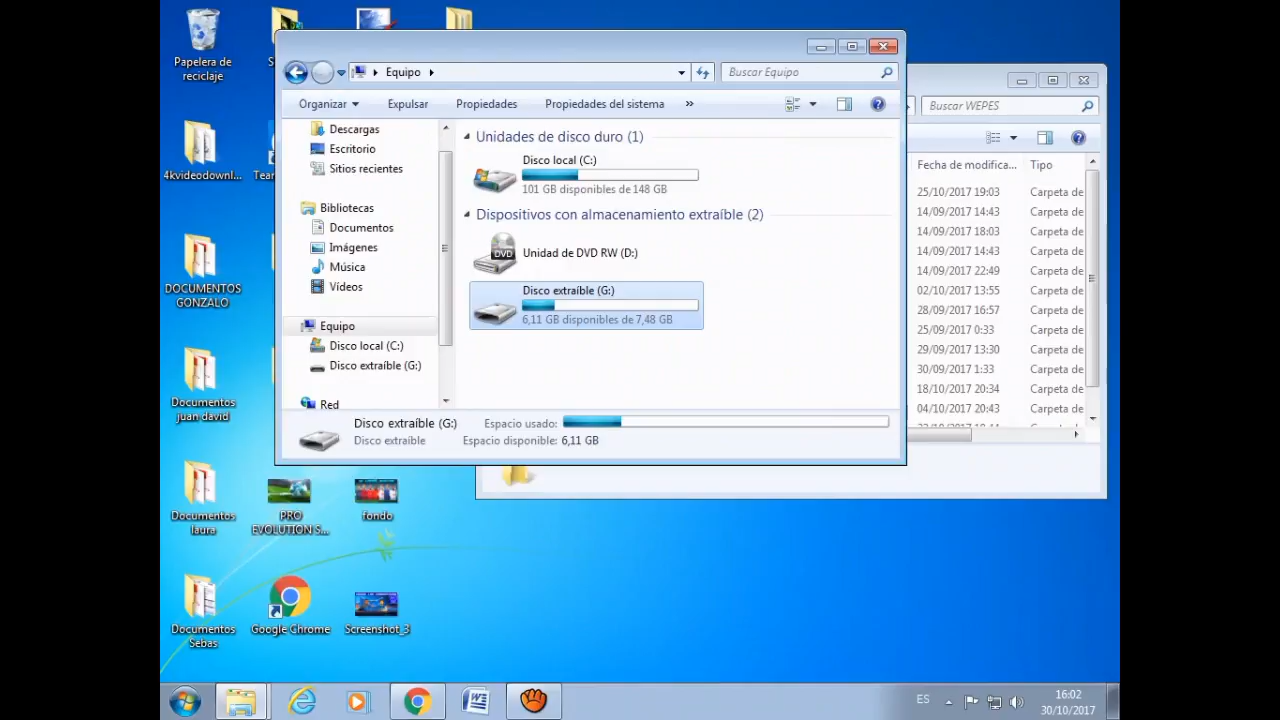 Papelera de
reciclaje
4kvideodownl...
DOCUMENTOS
GONZALO
Documentos
juan david
Documentos
laura
PRO
EVOLUTION S...
fondo
Documentos
Sebas
Google Chrome
Screenshot_3
Equipo
Buscar Equipo
Organizar
Expulsar
Propiedades
Propiedades del sistema
»
Descargas
Escritorio
Sitios recientes
Bibliotecas
Documentos
Imágenes
Música
Vídeos
Equipo
Disco local (C:)
Disco extraíble (G:)
Red
Unidades de disco duro (1)
Disco local (C:)
101 GB disponibles de 148 GB
Dispositivos con almacenamiento extraíble (2)
DVD
Unidad de DVD RW (D:)
Disco extraíble (G:)
6,11 GB disponibles de 7,48 GB
Disco extraíble (G:) Espacio usado:
Disco extraíble Espacio disponible: 6,11 GB
Buscar WEPES
Fecha de modifica... Tipo
25/10/2017 19:03 Carpeta de
14/09/2017 14:43 Carpeta de
14/09/2017 18:03 Carpeta de
14/09/2017 14:43 Carpeta de
14/09/2017 22:49 Carpeta de
02/10/2017 13:55 Carpeta de
28/09/2017 16:57 Carpeta de
25/09/2017 0:33 Carpeta de
29/09/2017 13:30 Carpeta de
30/09/2017 1:33 Carpeta de
18/10/2017 20:34 Carpeta de
04/10/2017 20:43 Carpeta de
ES
16:02
30/10/2017